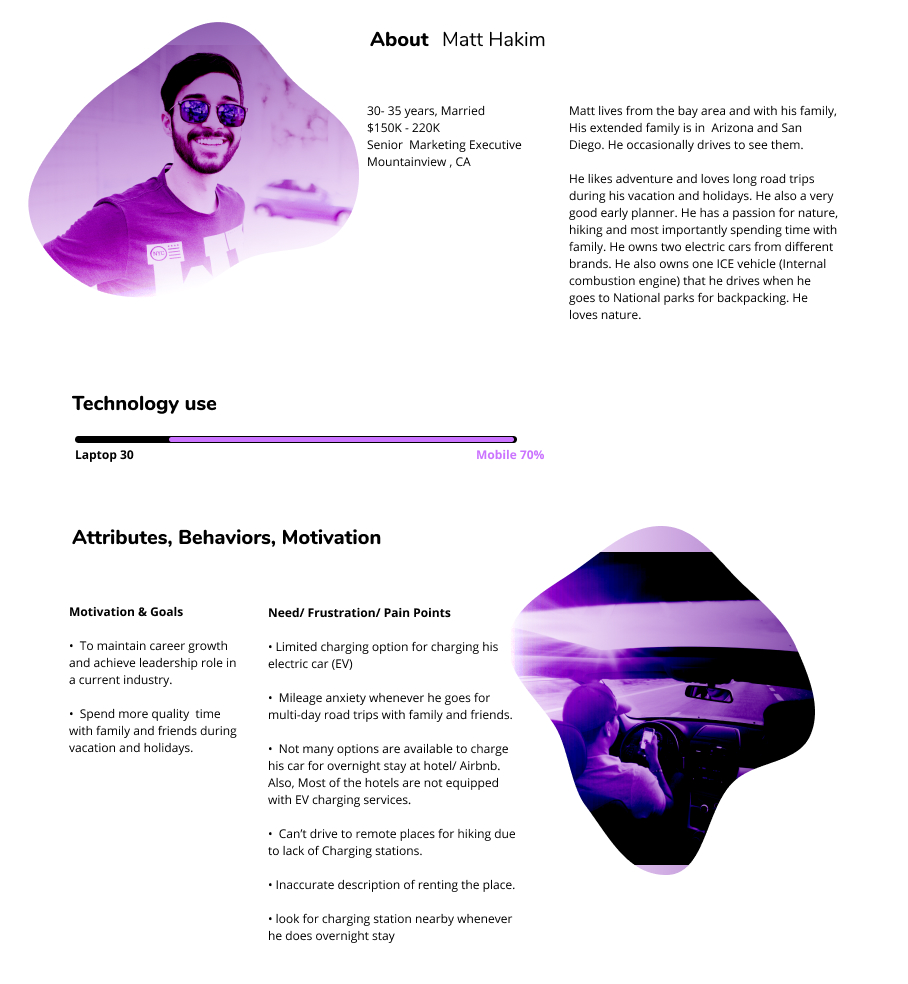 About Matt Hakim
30- 35 years, Married
$150K - 220K
Senior Marketing Executive
Mountainview , CA
Matt lives from the bay area and with his family,
His extended family is in Arizona and San
Diego. He occasionally drives to see them.
He likes adventure and loves long road trips
during his vacation and holidays. He also a very
good early planner. He has a passion for nature,
hiking and most importantly spending time with
family. He owns two electric cars from different
brands. He also owns one ICE vehicle (Internal
combustion engine) that he drives when he
goes to National parks for backpacking. He
loves nature.
NYC
Technology use
Laptop 30
Mobile 70%
Attributes, Behaviors, Motivation
Motivation & Goals
• To maintain career growth
and achieve leadership role in
a current industry.
• Spend more quality time
with family and friends during
vacation and holidays.
Need/ Frustration/ Pain Points
• Limited charging option for charging his
electric car (EV)
• Mileage anxiety whenever he goes for
multi-day road trips with family and friends.
• Not many options are available to charge
his car for overnight stay at hotel/ Airbnb.
Also, Most of the hotels are not equipped
with EV charging services.
• Can’t drive to remote places for hiking due
to lack of Charging stations.
• Inaccurate description of renting the place.
• look for charging station nearby whenever
he does overnight stay